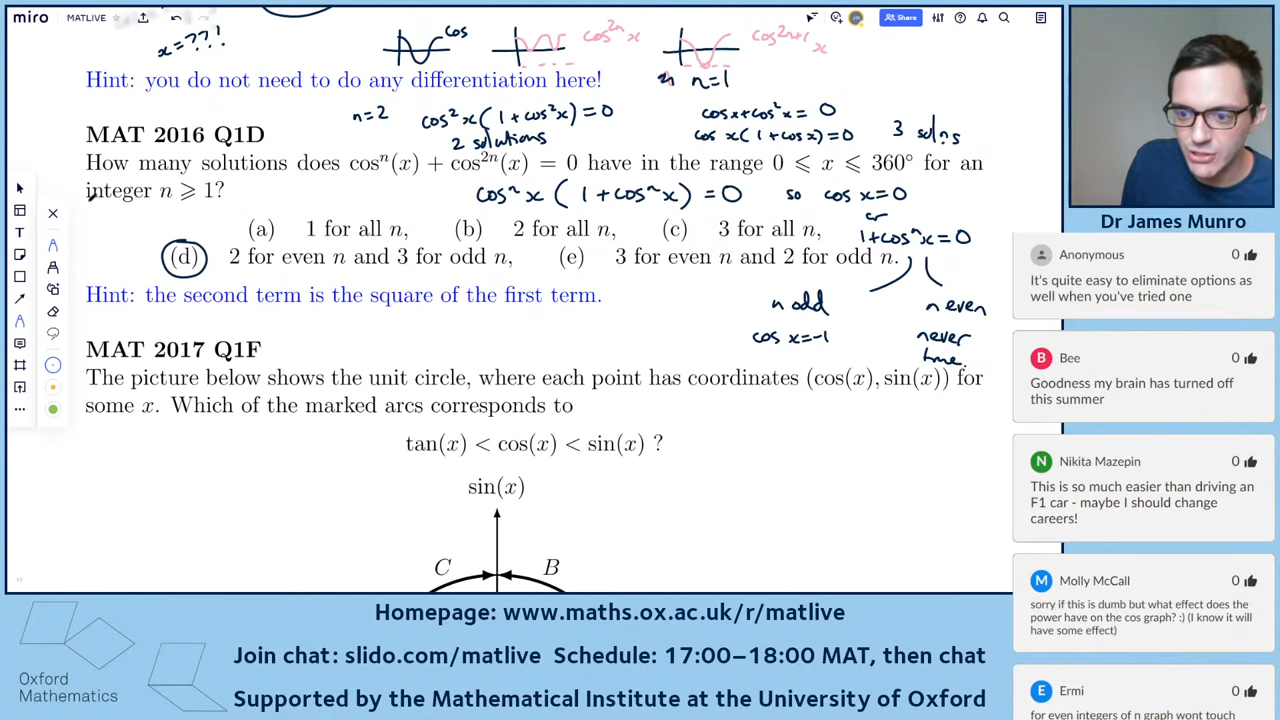 miro
MATLIVE
Share
x=???!
cos
cos²ⁿx
cos²ⁿ⁺¹x
Hint: you do not need to do any differentiation here!
n=1
n=2
cos²x(1+cos²x)=0
2 solutions
cosx+cos²x=0
cos x(1+cosx)=0
3 solns
MAT 2016 Q1D
How many solutions does cosⁿ(x) + cos²ⁿ(x) = 0 have in the range 0 ⩽ x ⩽ 360° for an
integer n ⩾ 1?
cosⁿx(1+cosⁿx)=0 so cos x=0
or
1+cosⁿx=0
(a) 1 for all n, (b) 2 for all n, (c) 3 for all n,
(d) 2 for even n and 3 for odd n, (e) 3 for even n and 2 for odd n.
Hint: the second term is the square of the first term.
n odd
cos x=-1
n even
never
true.
MAT 2017 Q1F
The picture below shows the unit circle, where each point has coordinates (cos(x), sin(x)) for
some x. Which of the marked arcs corresponds to
tan(x) < cos(x) < sin(x) ?
sin(x)
C
B
Dr James Munro
Anonymous
0
It's quite easy to eliminate options as
well when you've tried one
B
Bee
0
Goodness my brain has turned off
this summer
N
Nikita Mazepin
0
This is so much easier than driving an
F1 car - maybe I should change
careers!
M
Molly McCall
0
sorry if this is dumb but what effect does the
power have on the cos graph? :) (I know it will
have some effect)
E
Ermi
0
for even integers of n graph wont touch
Oxford
Mathematics
Homepage: www.maths.ox.ac.uk/r/matlive
Join chat: slido.com/matlive Schedule: 17:00–18:00 MAT, then chat
Supported by the Mathematical Institute at the University of Oxford